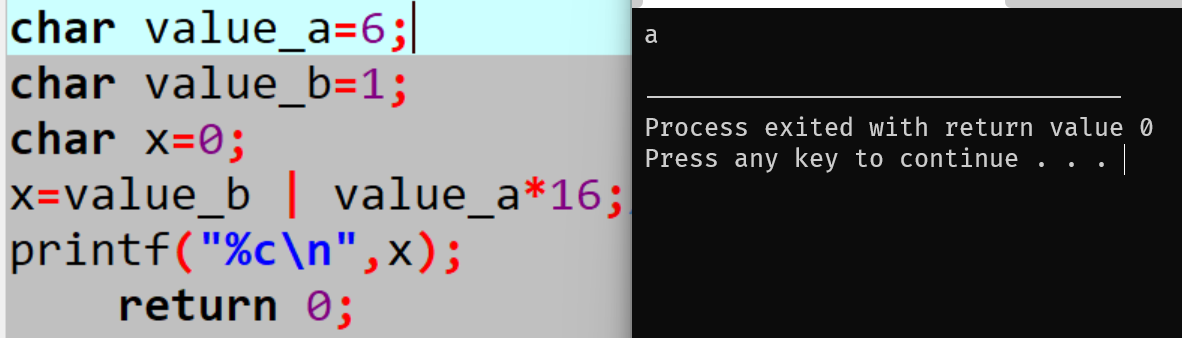 char value_a=6;
char value_b=1;
char x=0;
x=value_b | value_a*16;
printf("%c\n",x);
return 0;
a
Process exited with return value 0
Press any key to continue . . .